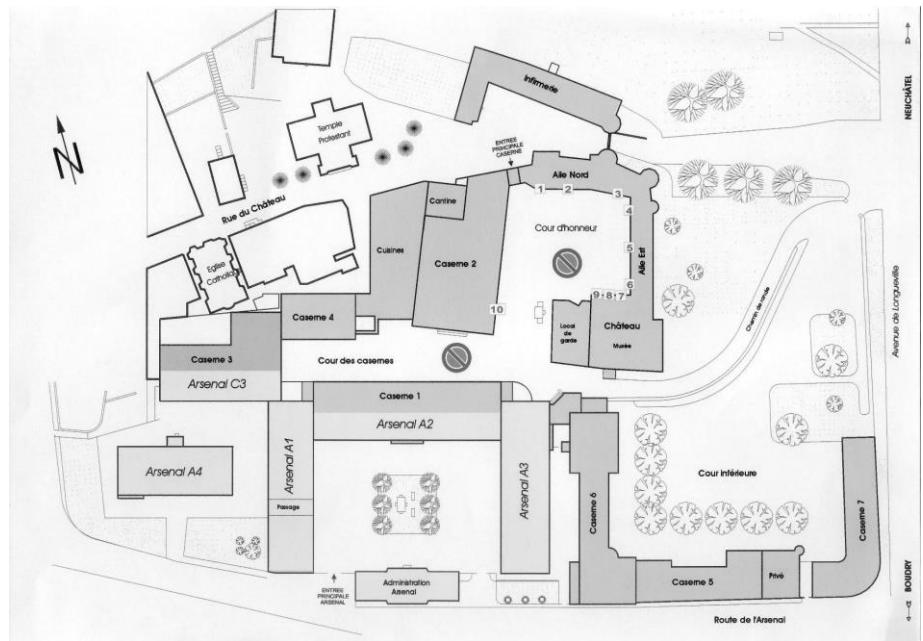 NEUCHÂTEL
Infirmerie
Temple
Protestant
ENTREE
PRINCIPALE
CASERNE
Aile Nord
1
2
3
4
Rue du Château
Cantine
Cour d'honneur
Cuisines
Caserne 2
5
Aile Est
Eglise
Catholique
6
9
8
7
10
Caserne 4
Local
de
garde
Château
Musée
Chemin de ronde
Avenue de Longueville
Caserne 3
Arsenal C3
Cour des casernes
Caserne 1
Arsenal A2
Arsenal A1
Arsenal A3
Arsenal A4
Passage
Caserne 6
Cour intérieure
Caserne 7
Caserne 5
Privé
ENTREE
PRINCIPALE
ARSENAL
Administration
Arsenal
BOUDRY
Route de l'Arsenal
N